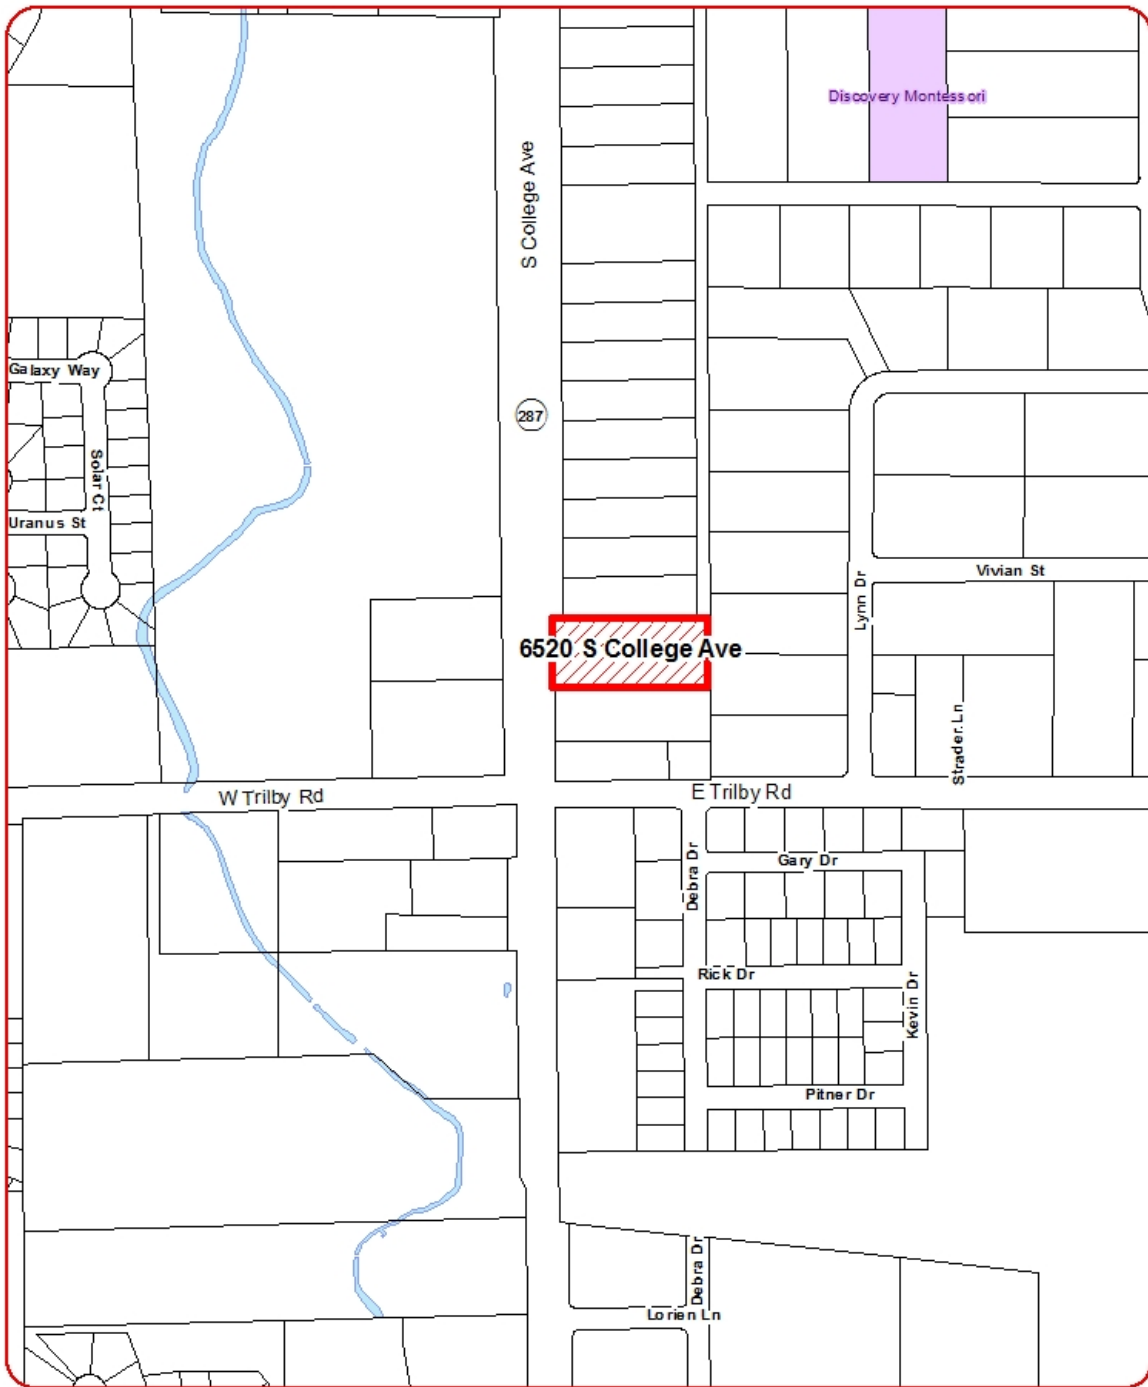 Discovery Montessori
S College Ave
Galaxy Way
287
Solar Ct
Uranus St
Vivian St
Lynn Dr
6520 S College Ave
Strader Ln
W Trilby Rd
E Trilby Rd
Debra Dr
Gary Dr
Rick Dr
Kevin Dr
Pitner Dr
Debra Dr
Lorien Ln